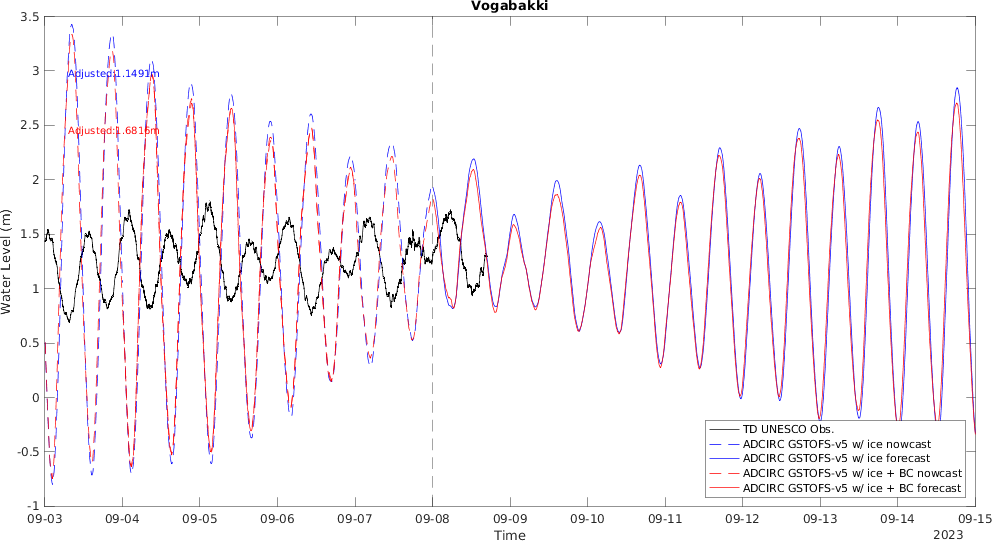 Vogabakki
3.5
3
2.5
2
1.5
1
0.5
0
-0.5
-1
Water Level (m)
Adjusted:1.1491m
Adjusted:1.6816m
TD UNESCO Obs.
ADCIRC GSTOFS-v5 w/ ice nowcast
ADCIRC GSTOFS-v5 w/ ice forecast
ADCIRC GSTOFS-v5 w/ ice + BC nowcast
ADCIRC GSTOFS-v5 w/ ice + BC forecast
09-03 09-04 09-05 09-06 09-07 09-08 09-09 09-10 09-11 09-12 09-13 09-14 09-15
Time
2023